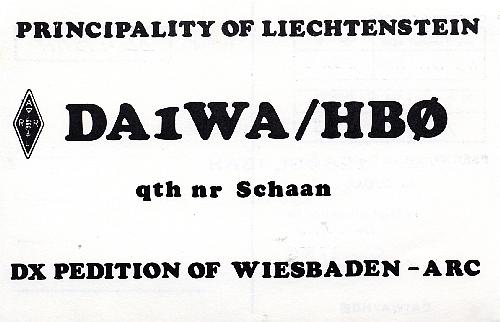 PRINCIPALITY OF LIECHTENSTEIN
DA1WA/HBØ
qth nr Schaan
DX PEDITION OF WIESBADEN - ARC